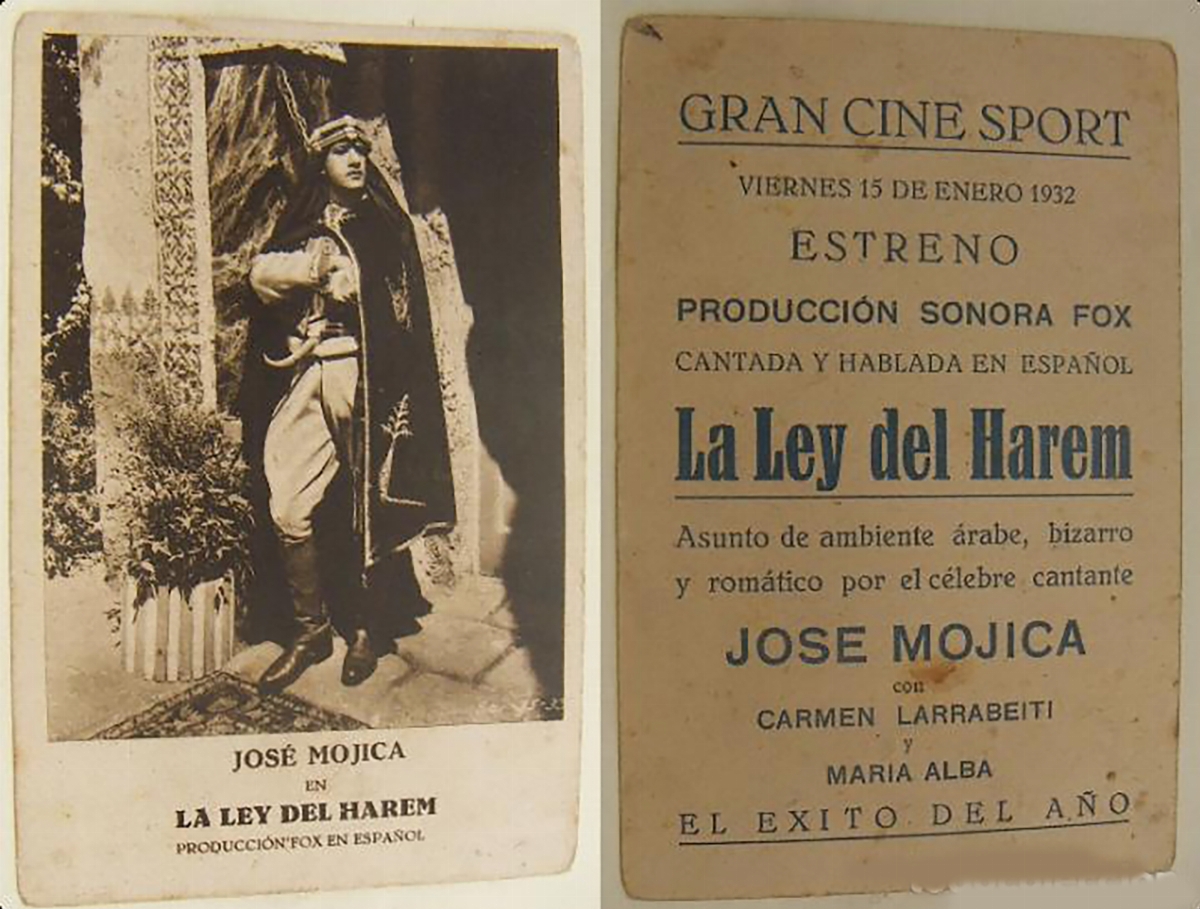 JOSÉ MOJICA
EN
LA LEY DEL HAREM
PRODUCCIÓN FOX EN ESPAÑOL
GRAN CINE SPORT
VIERNES 15 DE ENERO 1932
ESTRENO
PRODUCCIÓN SONORA FOX
CANTADA Y HABLADA EN ESPAÑOL
La Ley del Harem
Asunto de ambiente árabe, bizarro
y romático por el célebre cantante
JOSE MOJICA
con
CARMEN LARRABEITI
y
MARIA ALBA
EL EXITO DEL AÑO